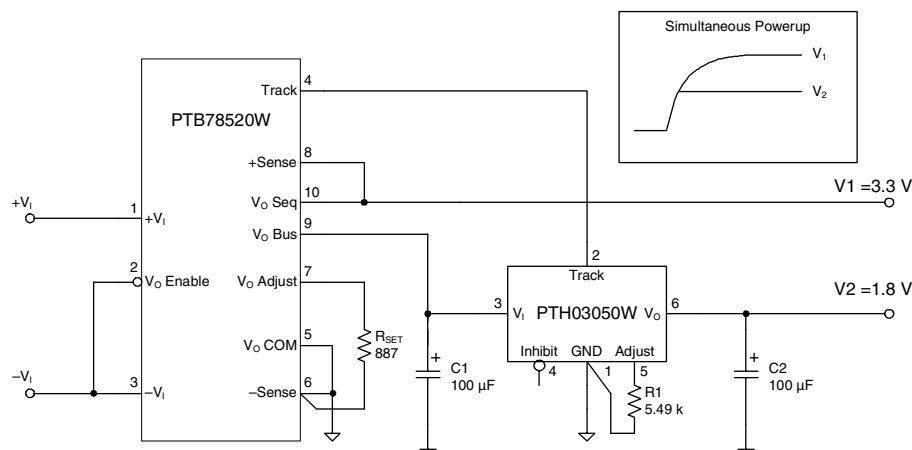 Simultaneous Powerup
V1
V2
PTB78520W
Track
4
+Sense
8
VO Seq
10
V1 =3.3 V
+VI
1
+VI
VO Bus
9
2
VO Enable
VO Adjust
7
2
Track
3
VI
PTH03050W
VO
6
V2 =1.8 V
RSET
887
VO COM
5
Inhibit
GND
Adjust
4
1
5
+
C1
100 µF
+
C2
100 µF
R1
5.49 k
−VI
3
−VI
−Sense
6